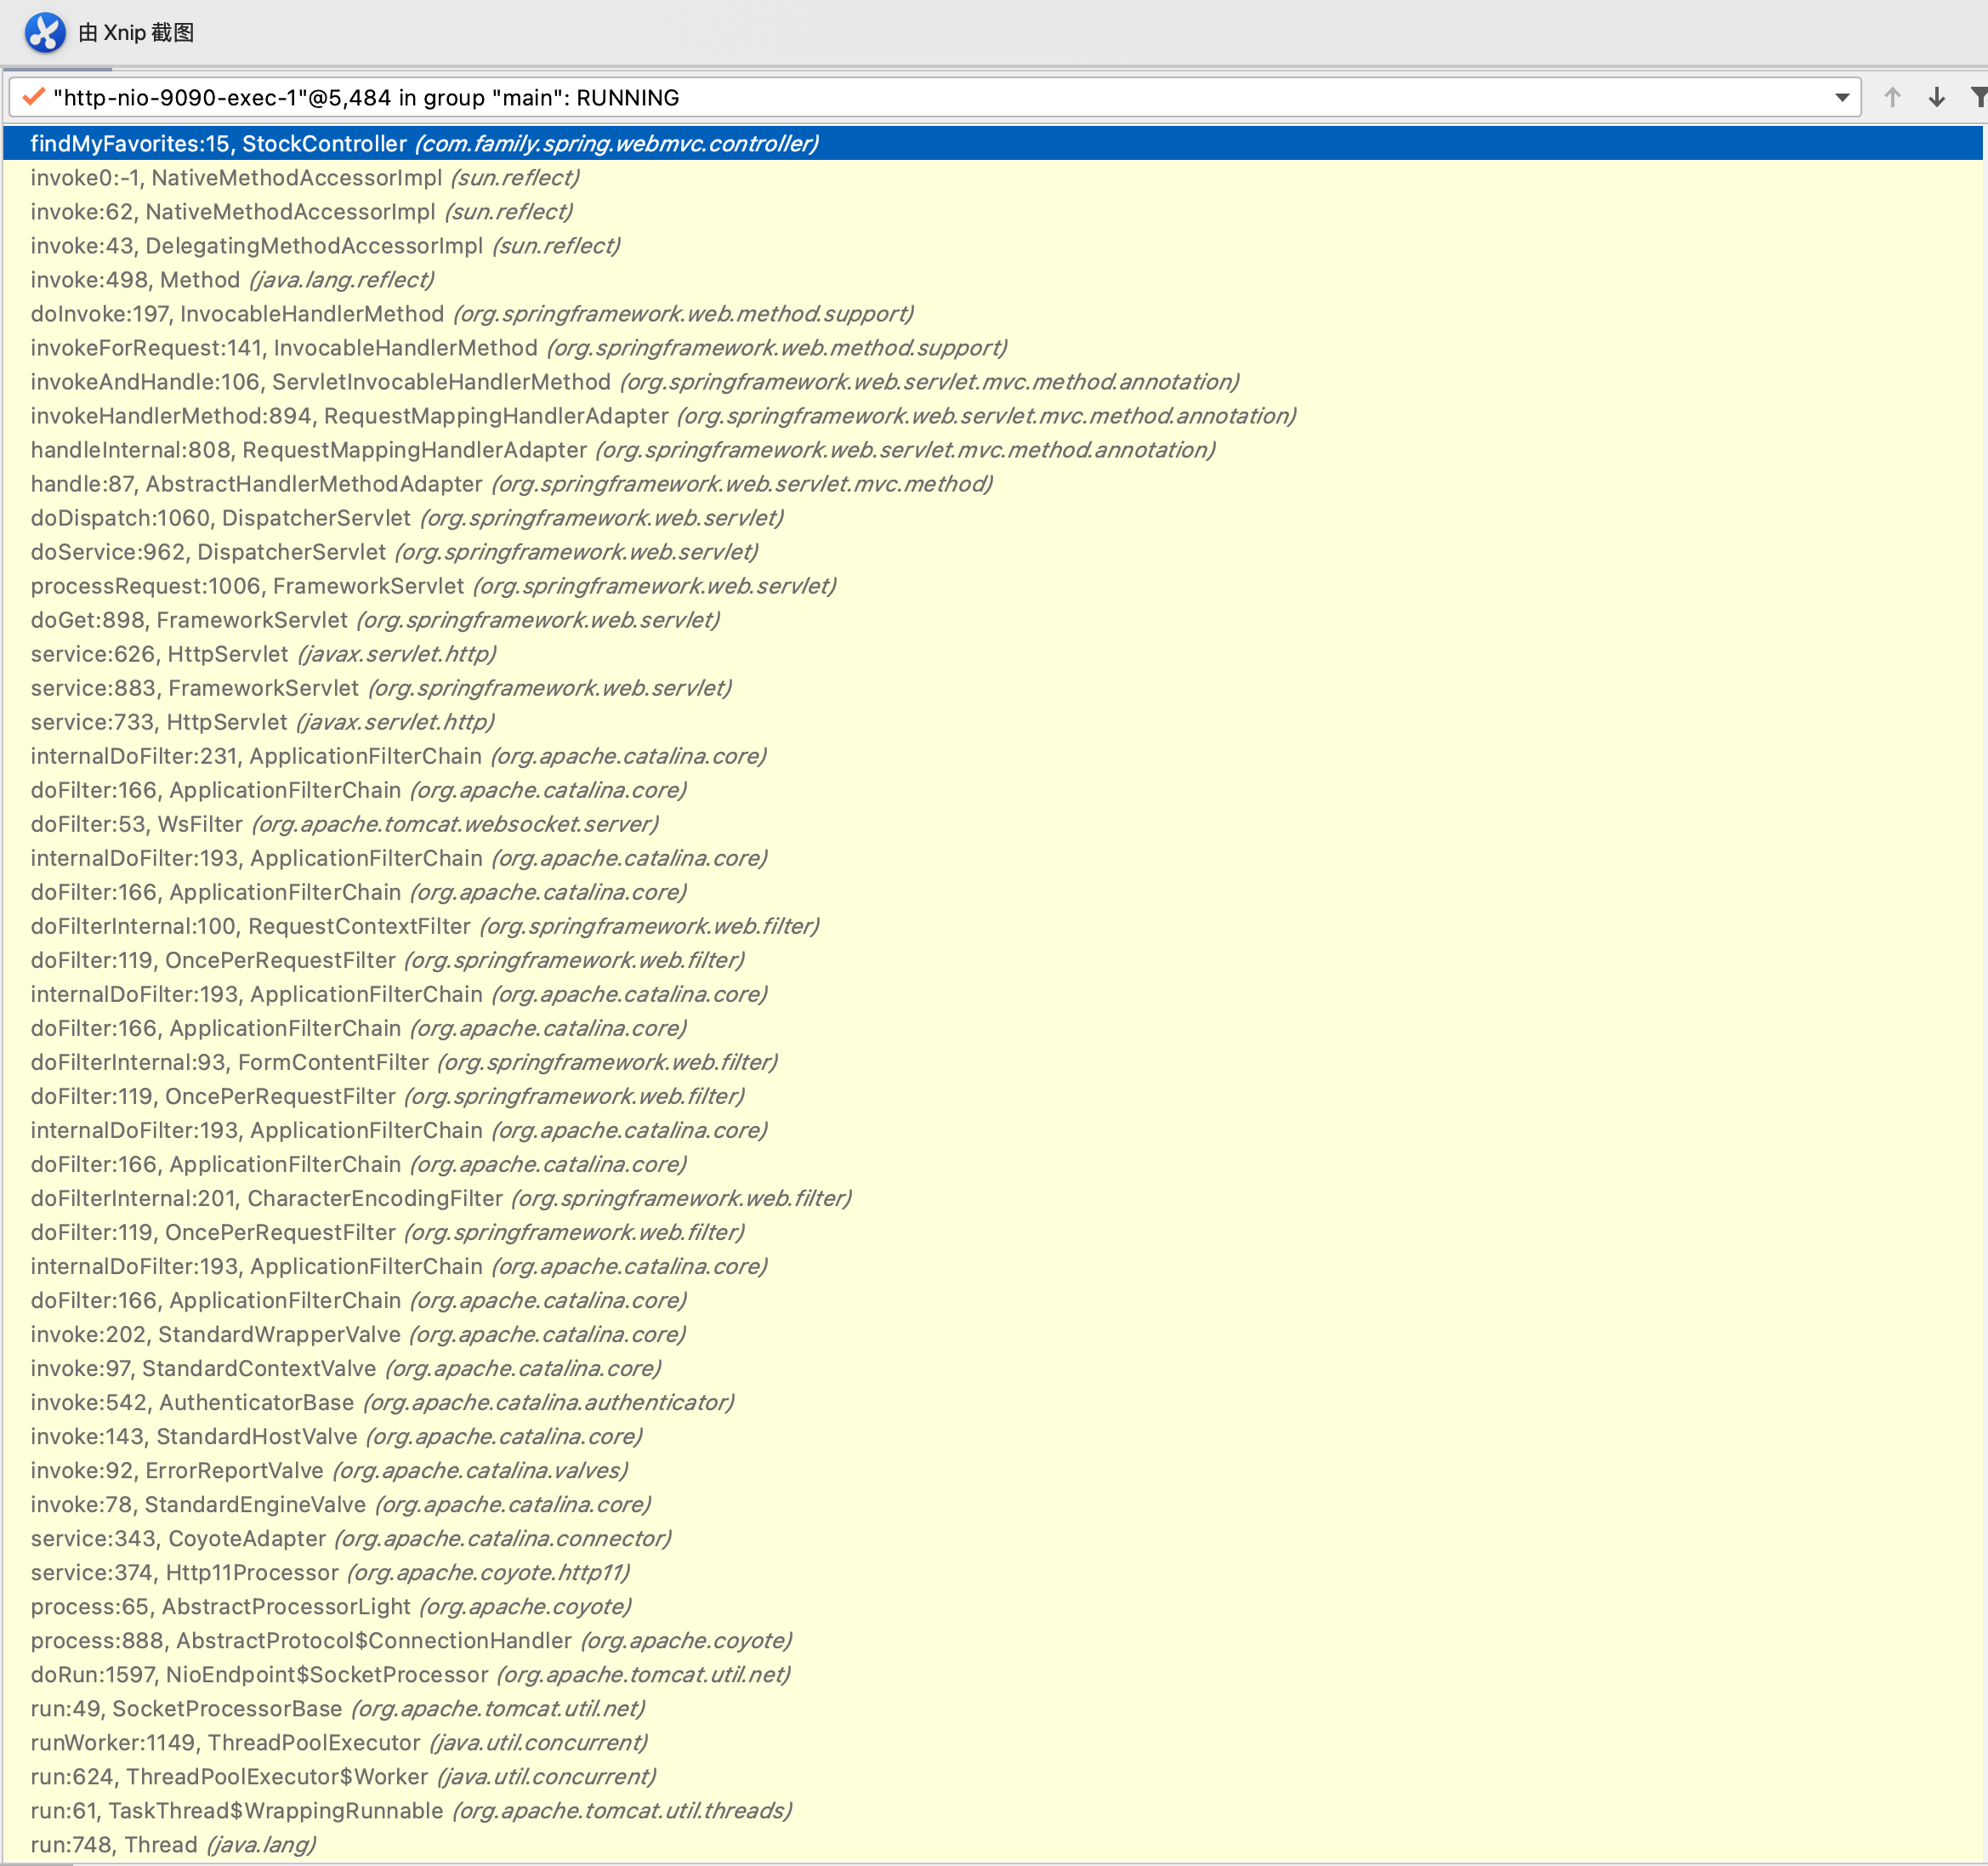 由 Xnip 截图
"http-nio-9090-exec-1"@5,484 in group "main": RUNNING
findMyFavorites:15, StockController (com.family.spring.webmvc.controller)
invoke0:-1, NativeMethodAccessorImpl (sun.reflect)
invoke:62, NativeMethodAccessorImpl (sun.reflect)
invoke:43, DelegatingMethodAccessorImpl (sun.reflect)
invoke:498, Method (java.lang.reflect)
doInvoke:197, InvocableHandlerMethod (org.springframework.web.method.support)
invokeForRequest:141, InvocableHandlerMethod (org.springframework.web.method.support)
invokeAndHandle:106, ServletInvocableHandlerMethod (org.springframework.web.servlet.mvc.method.annotation)
invokeHandlerMethod:894, RequestMappingHandlerAdapter (org.springframework.web.servlet.mvc.method.annotation)
handleInternal:808, RequestMappingHandlerAdapter (org.springframework.web.servlet.mvc.method.annotation)
handle:87, AbstractHandlerMethodAdapter (org.springframework.web.servlet.mvc.method)
doDispatch:1060, DispatcherServlet (org.springframework.web.servlet)
doService:962, DispatcherServlet (org.springframework.web.servlet)
processRequest:1006, FrameworkServlet (org.springframework.web.servlet)
doGet:898, FrameworkServlet (org.springframework.web.servlet)
service:626, HttpServlet (javax.servlet.http)
service:883, FrameworkServlet (org.springframework.web.servlet)
service:733, HttpServlet (javax.servlet.http)
internalDoFilter:231, ApplicationFilterChain (org.apache.catalina.core)
doFilter:166, ApplicationFilterChain (org.apache.catalina.core)
doFilter:53, WsFilter (org.apache.tomcat.websocket.server)
internalDoFilter:193, ApplicationFilterChain (org.apache.catalina.core)
doFilter:166, ApplicationFilterChain (org.apache.catalina.core)
doFilterInternal:100, RequestContextFilter (org.springframework.web.filter)
doFilter:119, OncePerRequestFilter (org.springframework.web.filter)
internalDoFilter:193, ApplicationFilterChain (org.apache.catalina.core)
doFilter:166, ApplicationFilterChain (org.apache.catalina.core)
doFilterInternal:93, FormContentFilter (org.springframework.web.filter)
doFilter:119, OncePerRequestFilter (org.springframework.web.filter)
internalDoFilter:193, ApplicationFilterChain (org.apache.catalina.core)
doFilter:166, ApplicationFilterChain (org.apache.catalina.core)
doFilterInternal:201, CharacterEncodingFilter (org.springframework.web.filter)
doFilter:119, OncePerRequestFilter (org.springframework.web.filter)
internalDoFilter:193, ApplicationFilterChain (org.apache.catalina.core)
doFilter:166, ApplicationFilterChain (org.apache.catalina.core)
invoke:202, StandardWrapperValve (org.apache.catalina.core)
invoke:97, StandardContextValve (org.apache.catalina.core)
invoke:542, AuthenticatorBase (org.apache.catalina.authenticator)
invoke:143, StandardHostValve (org.apache.catalina.core)
invoke:92, ErrorReportValve (org.apache.catalina.valves)
invoke:78, StandardEngineValve (org.apache.catalina.core)
service:343, CoyoteAdapter (org.apache.catalina.connector)
service:374, Http11Processor (org.apache.coyote.http11)
process:65, AbstractProcessorLight (org.apache.coyote)
process:888, AbstractProtocol$ConnectionHandler (org.apache.coyote)
doRun:1597, NioEndpoint$SocketProcessor (org.apache.tomcat.util.net)
run:49, SocketProcessorBase (org.apache.tomcat.util.net)
runWorker:1149, ThreadPoolExecutor (java.util.concurrent)
run:624, ThreadPoolExecutor$Worker (java.util.concurrent)
run:61, TaskThread$WrappingRunnable (org.apache.tomcat.util.threads)
run:748, Thread (java.lang)